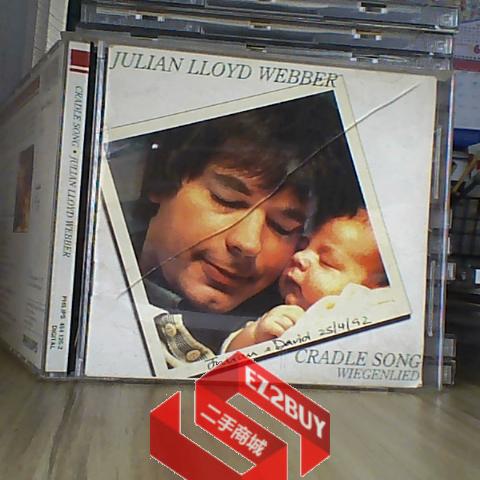 JULIAN LLOYD WEBBER
CRADLE SONG • JULIAN LLOYD WEBBER
DIGITAL
David 25/4/92
CRADLE SONG
WIEGENLIED
EZ2BUY
二手商城